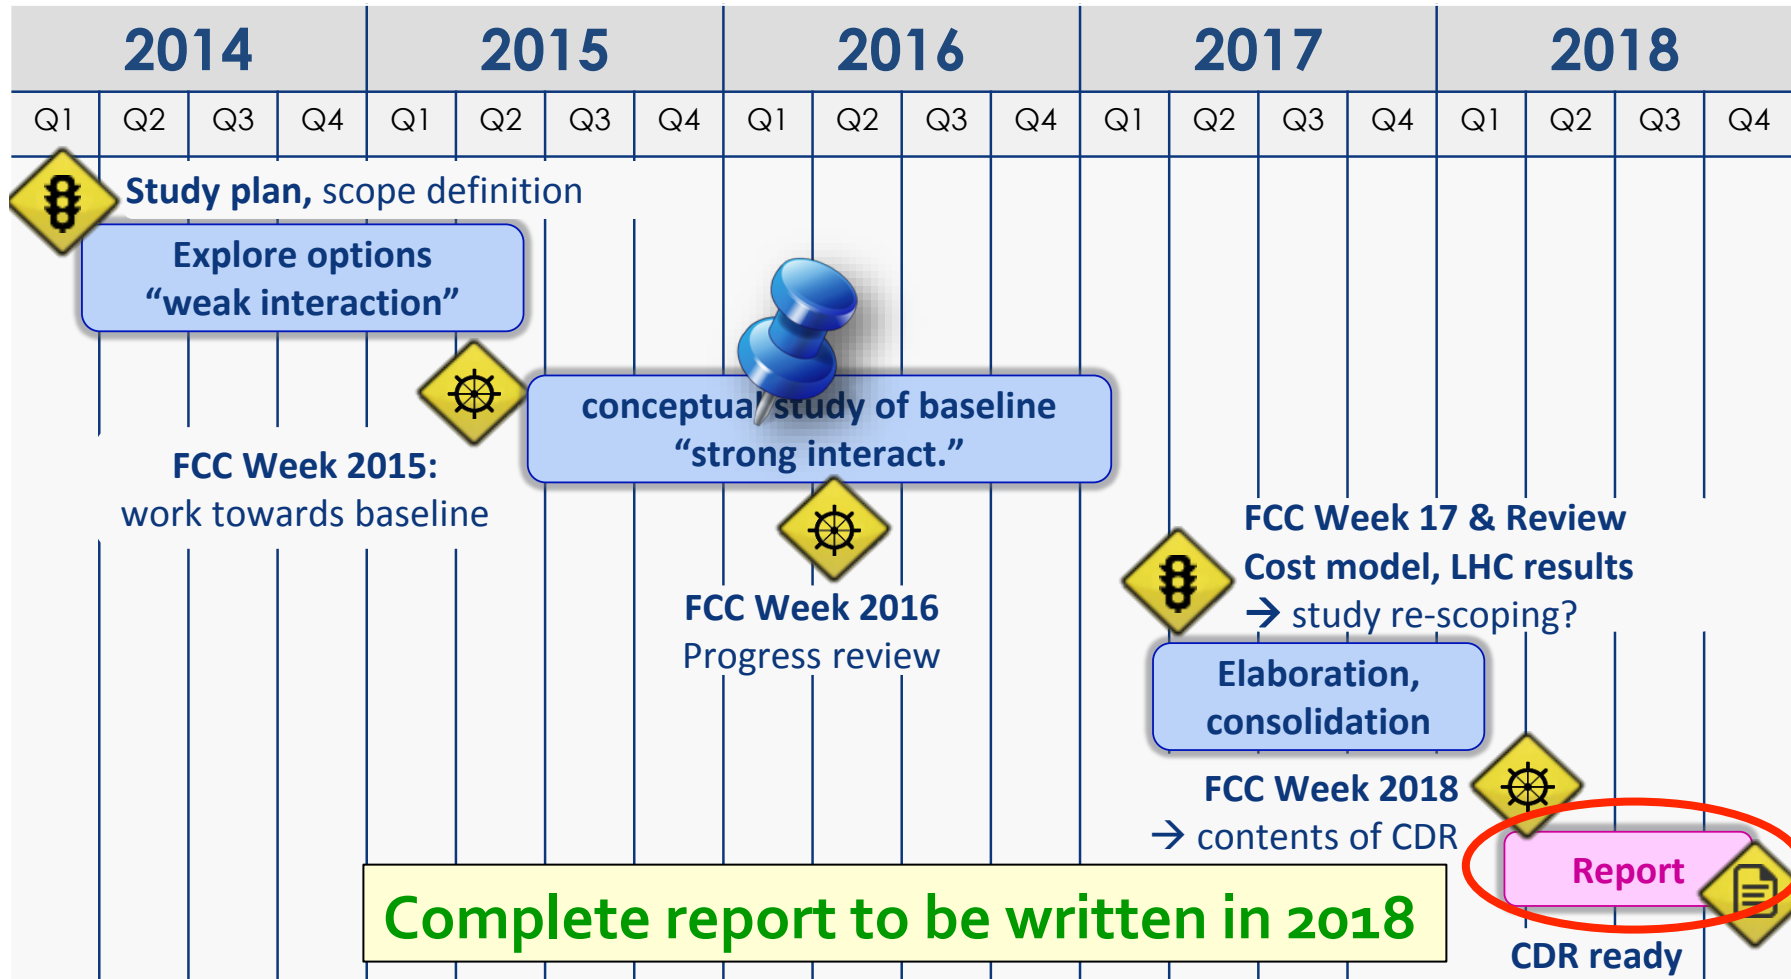 2014 2015 2016 2017 2018
Q1 Q2 Q3 Q4 Q1 Q2 Q3 Q4 Q1 Q2 Q3 Q4 Q1 Q2 Q3 Q4 Q1 Q2 Q3 Q4
Study plan, scope definition
Explore options
“weak interaction”
conceptual study of baseline
“strong interact.”
FCC Week 2015:
work towards baseline
FCC Week 2016
Progress review
FCC Week 17 & Review
Cost model, LHC results
→ study re-scoping?
Elaboration,
consolidation
FCC Week 2018
→ contents of CDR
Report
Complete report to be written in 2018
CDR ready